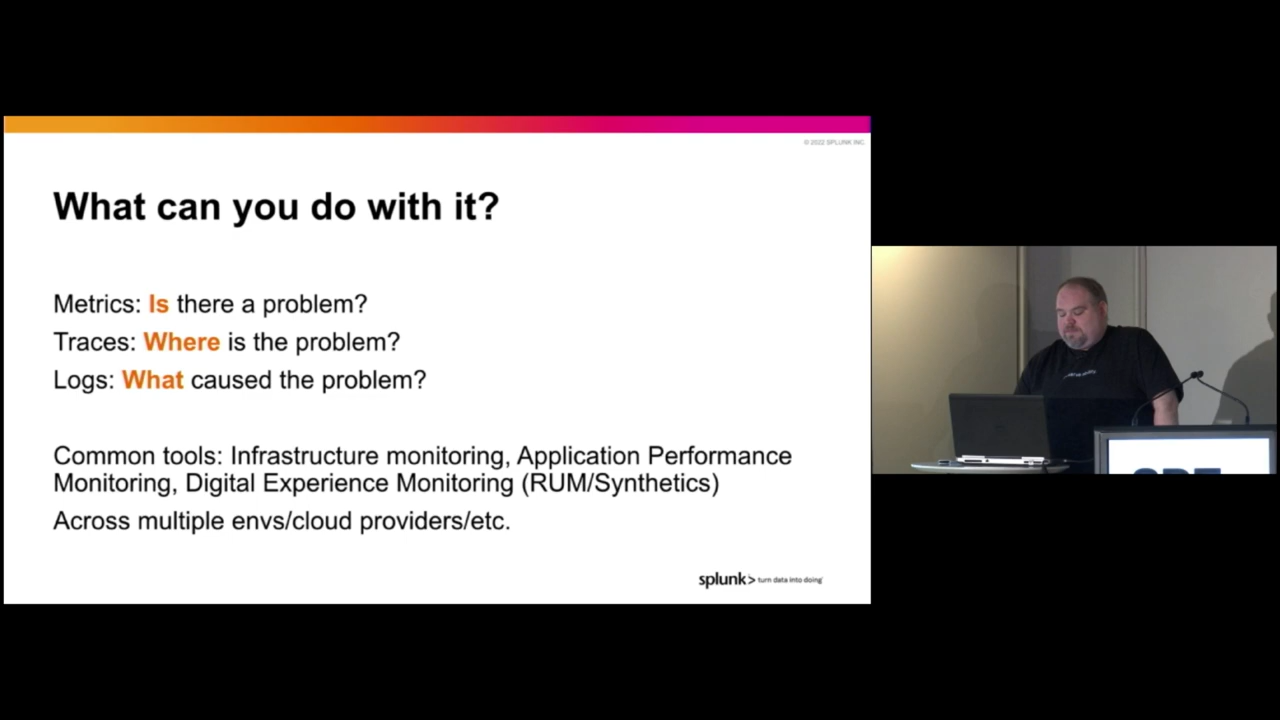 © 2022 SPLUNK INC.
What can you do with it?
Metrics: Is there a problem?
Traces: Where is the problem?
Logs: What caused the problem?
Common tools: Infrastructure monitoring, Application Performance
Monitoring, Digital Experience Monitoring (RUM/Synthetics)
Across multiple envs/cloud providers/etc.
splunk> turn data into doing